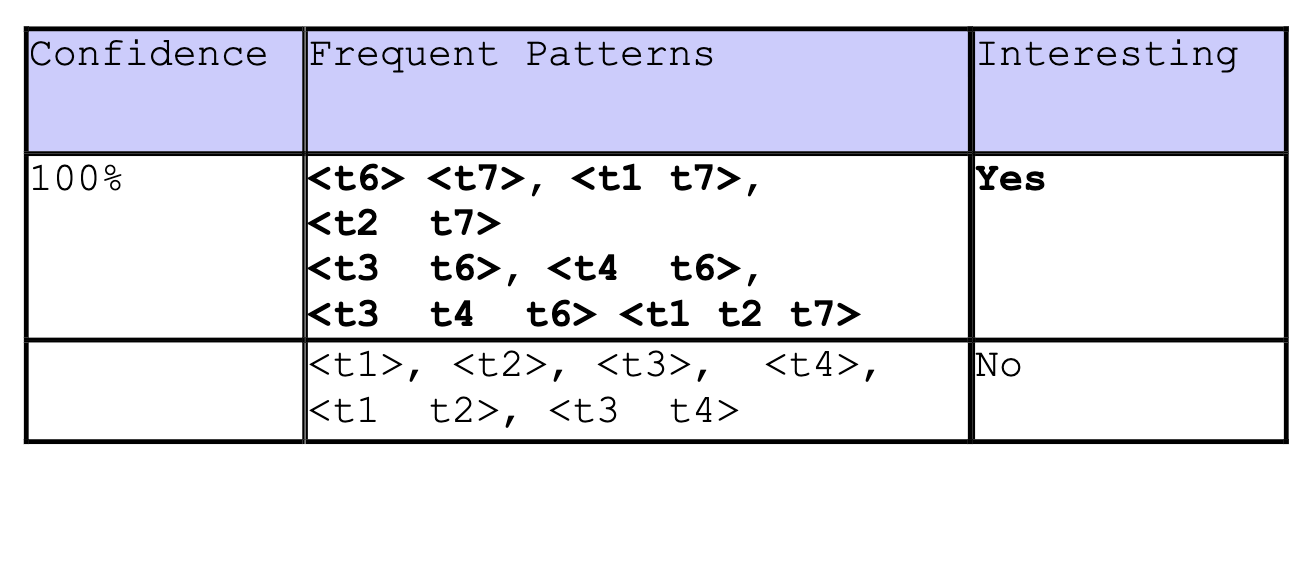 Confidence Frequent Patterns Interesting
100% <t6> <t7>, <t1 t7>, Yes
<t2 t7>
<t3 t6>, <t4 t6>,
<t3 t4 t6> <t1 t2 t7>
<t1>, <t2>, <t3>, <t4>, No
<t1 t2>, <t3 t4>